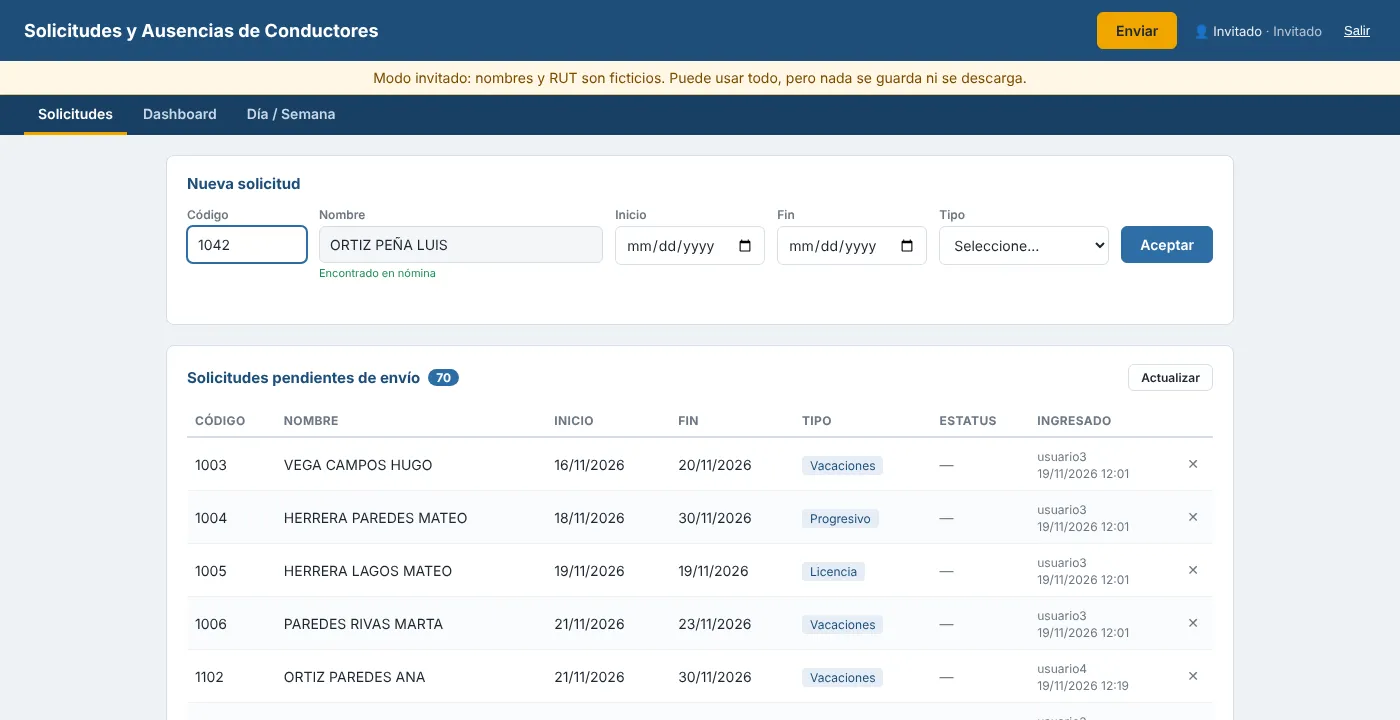 Solicitudes y Ausencias de Conductores
Enviar
Invitado · Invitado
Salir
Modo invitado: nombres y RUT son ficticios. Puede usar todo, pero nada se guarda ni se descarga.
Solicitudes Dashboard Día / Semana
Nueva solicitud
Código Nombre Inicio Fin Tipo
1042 ORTIZ PEÑA LUIS mm/dd/yyyy mm/dd/yyyy Seleccione... Aceptar
Encontrado en nómina
Solicitudes pendientes de envío 70 Actualizar
CÓDIGO NOMBRE INICIO FIN TIPO ESTATUS INGRESADO
1003 VEGA CAMPOS HUGO 16/11/2026 20/11/2026 Vacaciones — usuario3 19/11/2026 12:01 ✕
1004 HERRERA PAREDES MATEO 18/11/2026 30/11/2026 Progresivo — usuario3 19/11/2026 12:01 ✕
1005 HERRERA LAGOS MATEO 19/11/2026 19/11/2026 Licencia — usuario3 19/11/2026 12:01 ✕
1006 PAREDES RIVAS MARTA 21/11/2026 23/11/2026 Vacaciones — usuario3 19/11/2026 12:01 ✕
1102 ORTIZ PAREDES ANA 21/11/2026 30/11/2026 Vacaciones — usuario4 19/11/2026 12:19 ✕